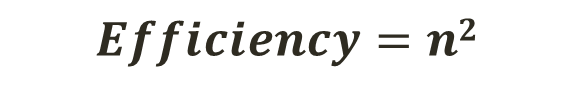 Efficiency = n²